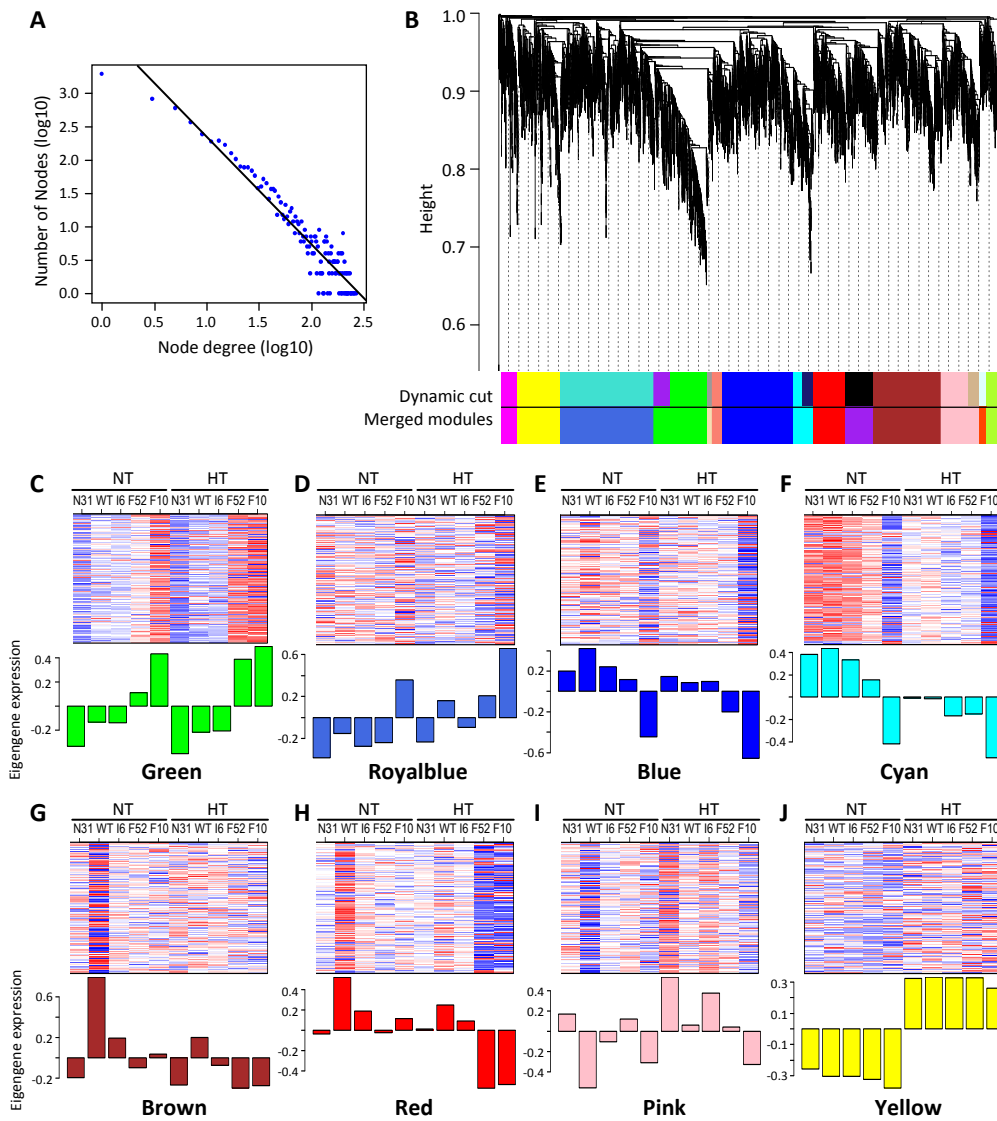 A
B
Number of Nodes (log10)
3.0
2.5
2.0
1.5
1.0
0.5
0.0
0.0 0.5 1.0 1.5 2.0 2.5
Node degree (log10)
Height
1.0
0.9
0.8
0.7
0.6
Dynamic cut
Merged modules
C
NT HT
N31 WT I6 F52 F10 N31 WT I6 F52 F10
Eigengene expression
0.4
0.2
-0.2
Green
D
NT HT
N31 WT I6 F52 F10 N31 WT I6 F52 F10
0.6
0.2
-0.2
Royalblue
E
NT HT
N31 WT I6 F52 F10 N31 WT I6 F52 F10
0.2
-0.2
-0.6
Blue
F
NT HT
N31 WT I6 F52 F10 N31 WT I6 F52 F10
0.4
0.2
-0.2
-0.4
Cyan
G
NT HT
N31 WT I6 F52 F10 N31 WT I6 F52 F10
Eigengene expression
0.6
0.2
-0.2
Brown
H
NT HT
N31 WT I6 F52 F10 N31 WT I6 F52 F10
0.4
0.2
-0.2
-0.4
Red
I
NT HT
N31 WT I6 F52 F10 N31 WT I6 F52 F10
0.4
0.2
-0.2
-0.4
Pink
J
NT HT
N31 WT I6 F52 F10 N31 WT I6 F52 F10
0.3
0.1
-0.1
-0.3
Yellow